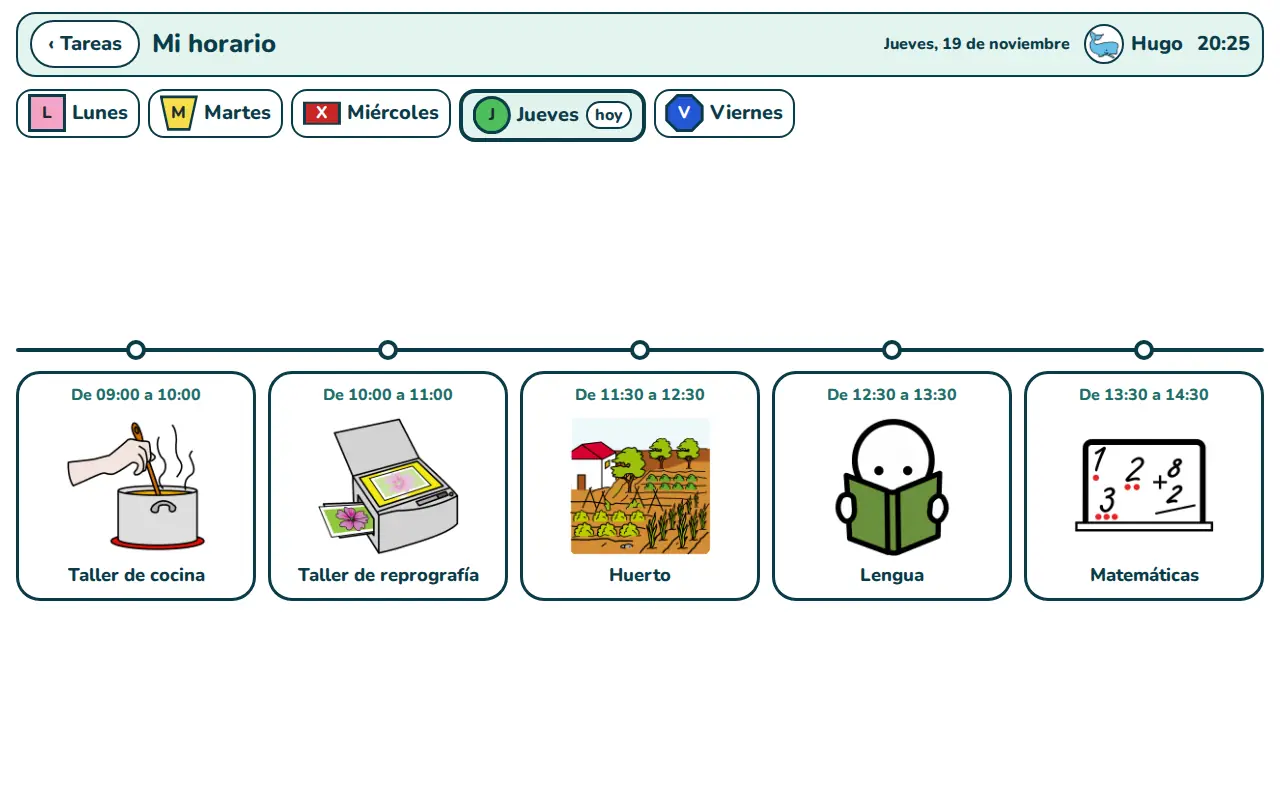 ‹ Tareas
Mi horario
Jueves, 19 de noviembre
Hugo
20:25
L Lunes
M Martes
X Miércoles
J Jueves hoy
V Viernes
De 09:00 a 10:00
Taller de cocina
De 10:00 a 11:00
Taller de reprografía
De 11:30 a 12:30
Huerto
De 12:30 a 13:30
Lengua
De 13:30 a 14:30
1 2 +8
3 2
Matemáticas